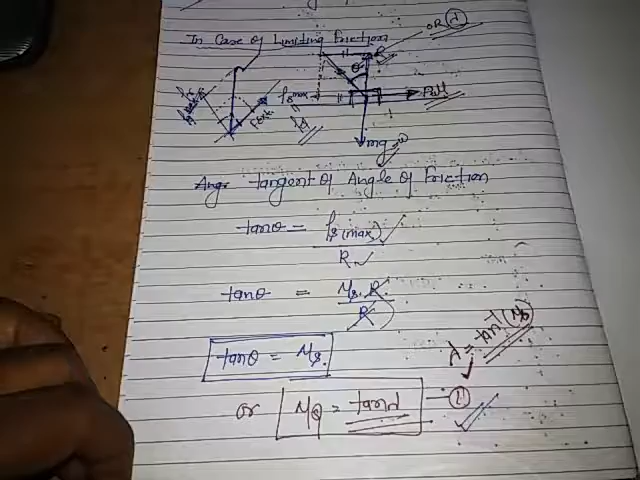 In Case of Limiting Friction
or (λ)
R
θ
fs max
Pull
mg
tangent of Angle of Friction
tanθ = fs(max) / R
tanθ = μs.R / R
tanθ = μs
λ = tan⁻¹(μs)
or μs = tanλ — (ii)